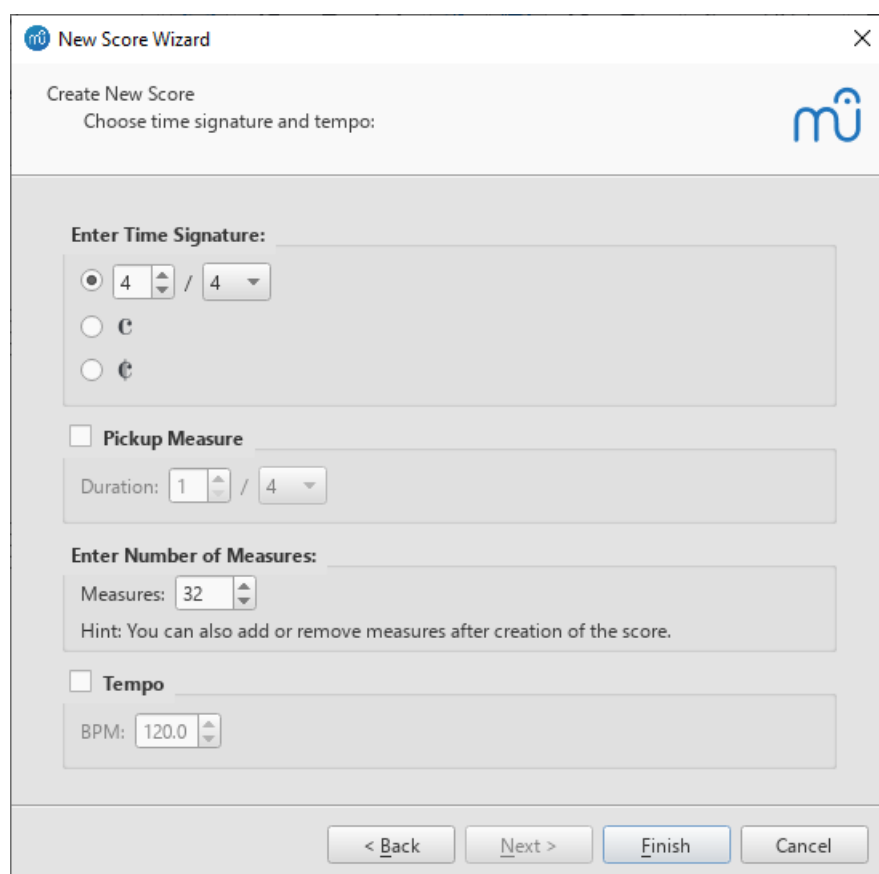 New Score Wizard
Create New Score
Choose time signature and tempo:
Enter Time Signature:
4 / 4
𝄴
𝄵
Pickup Measure
Duration: 1 / 4
Enter Number of Measures:
Measures: 32
Hint: You can also add or remove measures after creation of the score.
Tempo
BPM: 120.0
< Back Next > Finish Cancel